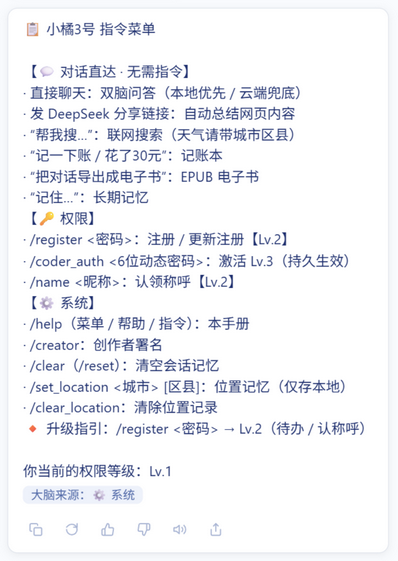 📋 小橘3号 指令菜单
【💬 对话直达 · 无需指令】
· 直接聊天：双脑问答（本地优先 / 云端兜底）
· 发 DeepSeek 分享链接：自动总结网页内容
· “帮我搜…”：联网搜索（天气请带城市区县）
· “记一下账 / 花了30元”：记账本
· “把对话导出成电子书”：EPUB 电子书
· “记住…”：长期记忆
【🔑 权限】
· /register <密码>：注册 / 更新注册【Lv.2】
· /coder_auth <6位动态密码>：激活 Lv.3（持久生效）
· /name <昵称>：认领称呼【Lv.2】
【⚙️ 系统】
· /help（菜单 / 帮助 / 指令）：本手册
· /creator：创作者署名
· /clear（/reset）：清空会话记忆
· /set_location <城市> [区县]：位置记忆（仅存本地）
· /clear_location：清除位置记录
🔸 升级指引：/register <密码> → Lv.2（待办 / 认称呼）
你当前的权限等级：Lv.1
大脑来源：⚙️ 系统